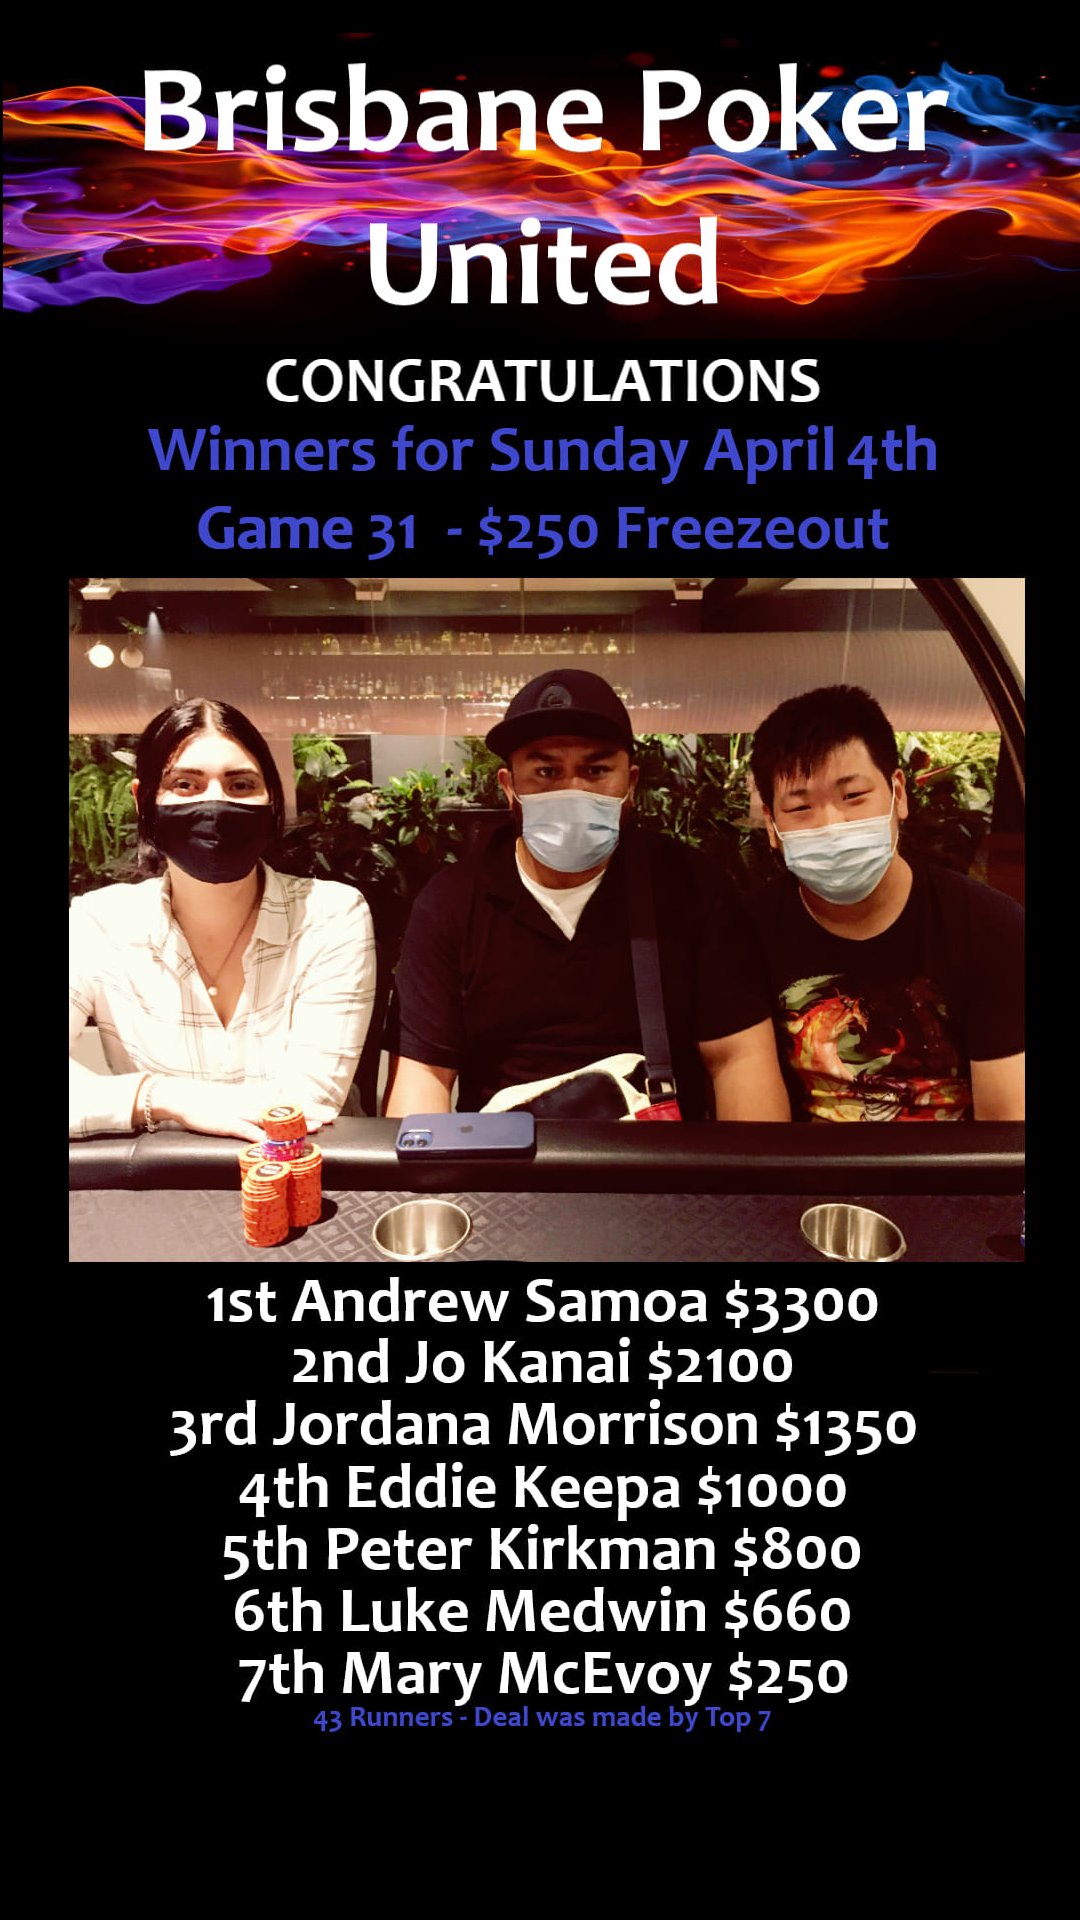 Brisbane Poker
United
CONGRATULATIONS
Winners for Sunday April 4th
Game 31 - $250 Freezeout
1st Andrew Samoa $3300
2nd Jo Kanai $2100
3rd Jordana Morrison $1350
4th Eddie Keepa $1000
5th Peter Kirkman $800
6th Luke Medwin $660
7th Mary McEvoy $250
43 Runners - Deal was made by Top 7